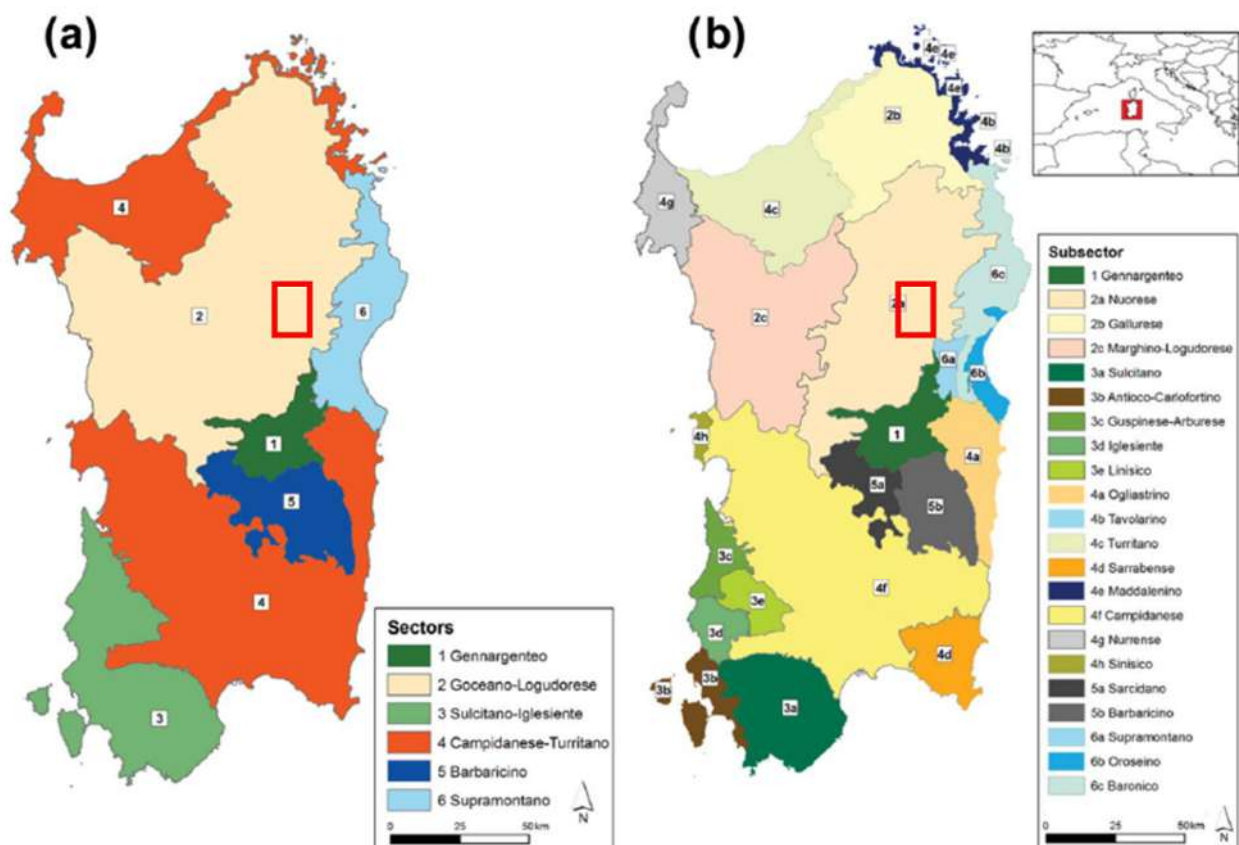 (a)
4
2
6
1
5
4
3
Sectors
1 Gennargenteo
2 Goceano-Logudorese
3 Sulcitano-Iglesiente
4 Campidanese-Turritano
5 Barbaricino
6 Supramontano
N
0 25 50 km
(b)
4e
4e
4e
2b
4b
4b
4g
4c
6c
2a
2c
6a
6b
4h
1
4a
5a
5b
3c
3e
4f
3d
4d
3b
3b
3a
Subsector
1 Gennargenteo
2a Nuorese
2b Gallurese
2c Marghino-Logudorese
3a Sulcitano
3b Antioco-Carlofortino
3c Guspinese-Arburese
3d Iglesiente
3e Linisico
4a Ogliastrino
4b Tavolarino
4c Turritano
4d Sarrabense
4e Maddalenino
4f Campidanese
4g Nurrense
4h Sinisico
5a Sarcidano
5b Barbaricino
6a Supramontano
6b Oroseino
6c Baronico
N
0 25 50 km